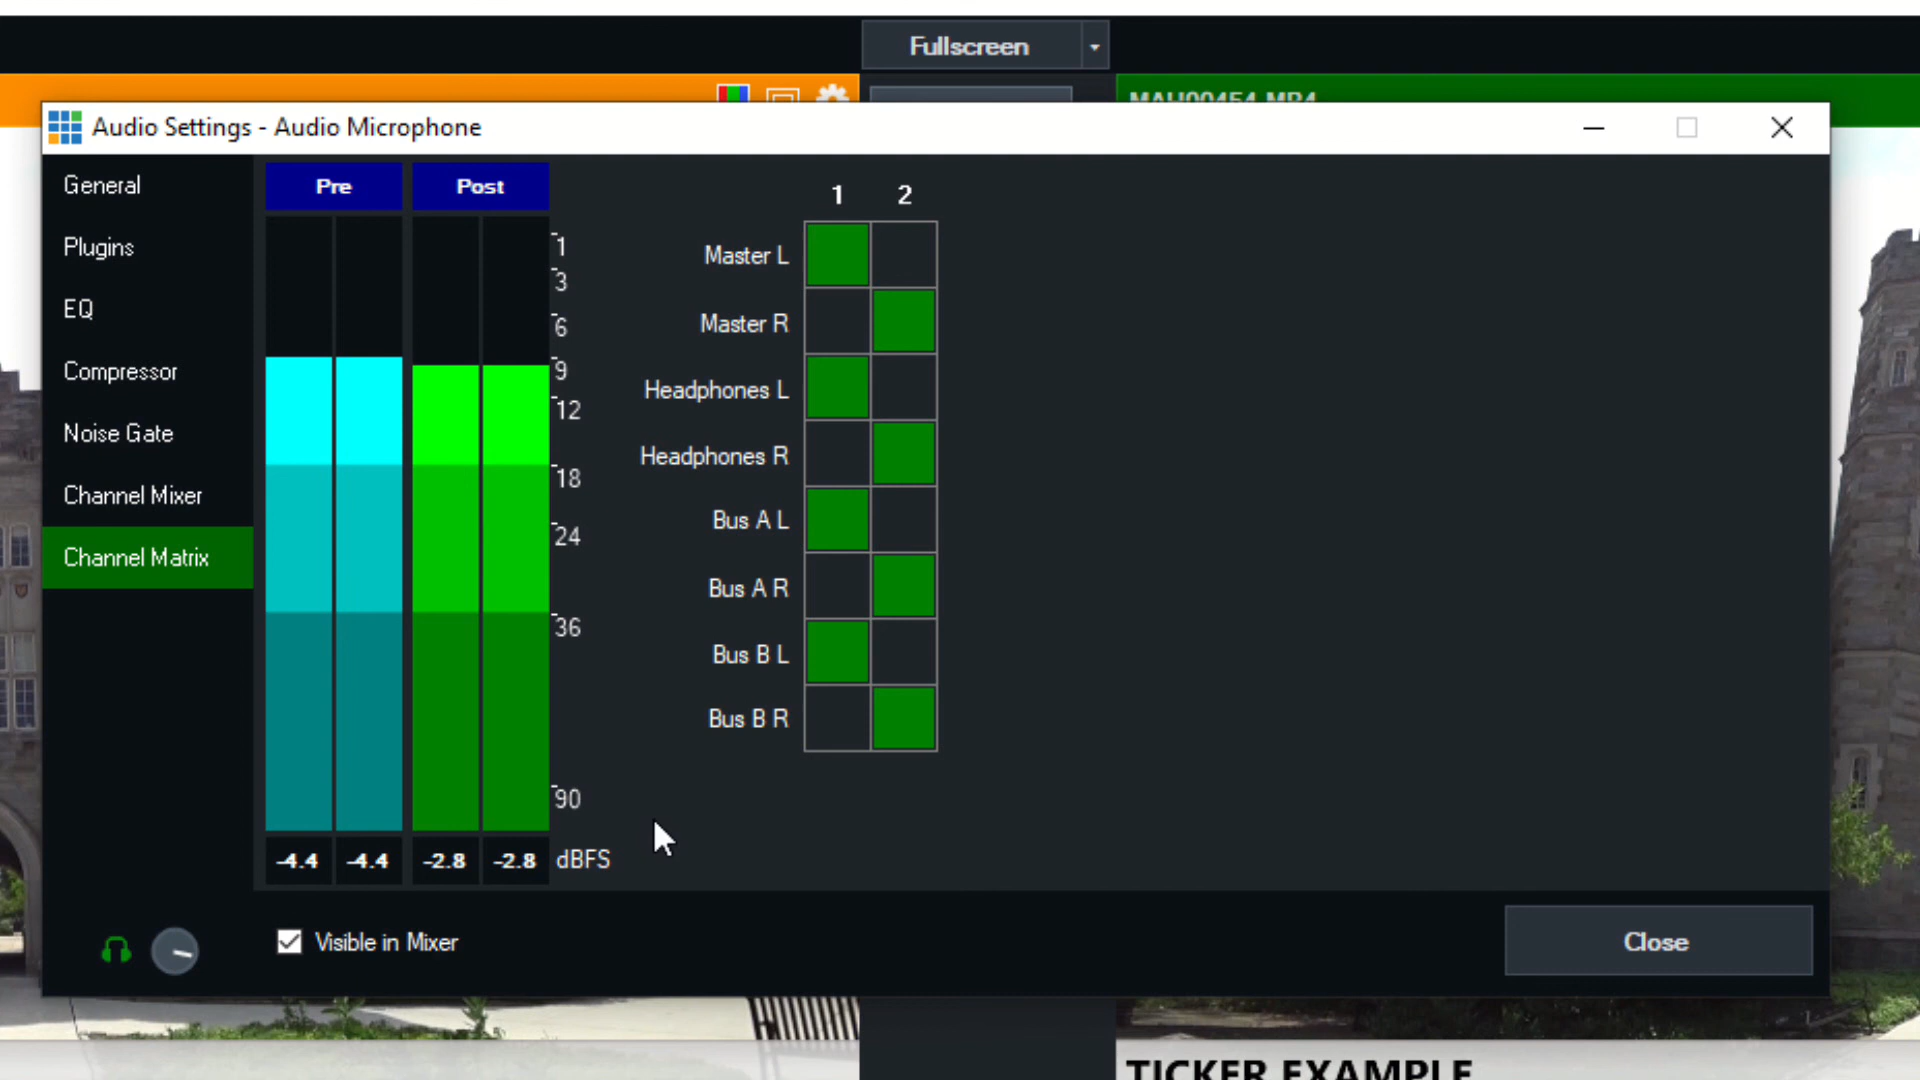 Fullscreen
MAH00454.MP4
Audio Settings - Audio Microphone
General
Plugins
EQ
Compressor
Noise Gate
Channel Mixer
Channel Matrix
Pre Post
1
3
6
9
12
18
24
36
90
-4.4 -4.4 -2.8 -2.8 dBFS
1 2
Master L
Master R
Headphones L
Headphones R
Bus A L
Bus A R
Bus B L
Bus B R
Visible in Mixer
Close
TICKER EXAMPLE